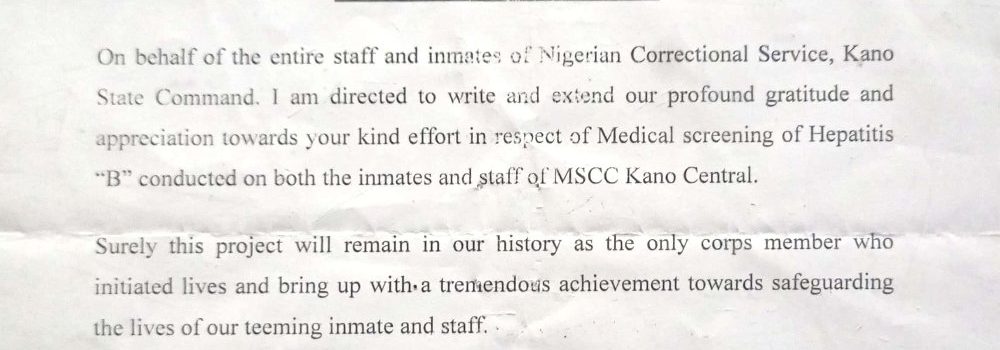 On behalf of the entire staff and inmates of Nigerian Correctional Service, Kano
State Command. I am directed to write and extend our profound gratitude and
appreciation towards your kind effort in respect of Medical screening of Hepatitis
“B” conducted on both the inmates and staff of MSCC Kano Central.
Surely this project will remain in our history as the only corps member who
initiated lives and bring up with a tremendous achievement towards safeguarding
the lives of our teeming inmate and staff.